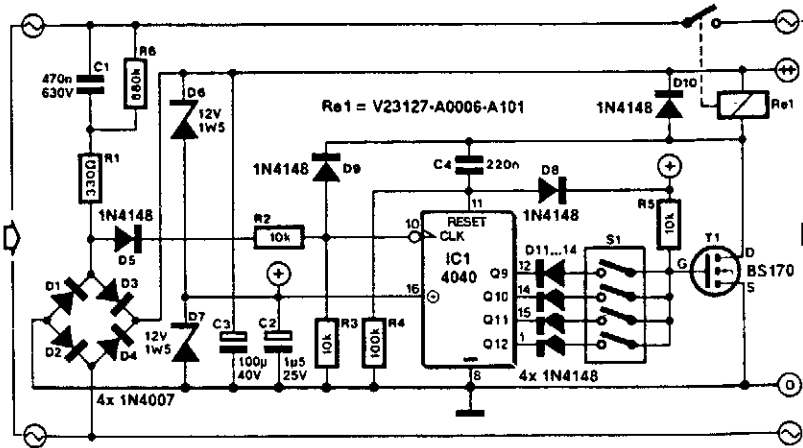 R6
680k
C1
470n
630V
R1
330Ω
D6
12V
1W5
Re1 = V23127-A0006-A101
D10
1N4148
Re1
++
C4
220n
D9
1N4148
D8
1N4148
+
R5
10k
1N4148
D5
R2
10k
10
11
RESET
CLK
IC1
4040
16
+
Q9
12
Q10
14
Q11
15
Q12
1
8
D11...14
S1
4x 1N4148
T1
G
D
S
BS170
D1
D3
D2
D4
4x 1N4007
D7
12V
1W5
C3
100µ
40V
+
C2
1µ5
25V
R3
10k
R4
100k
0